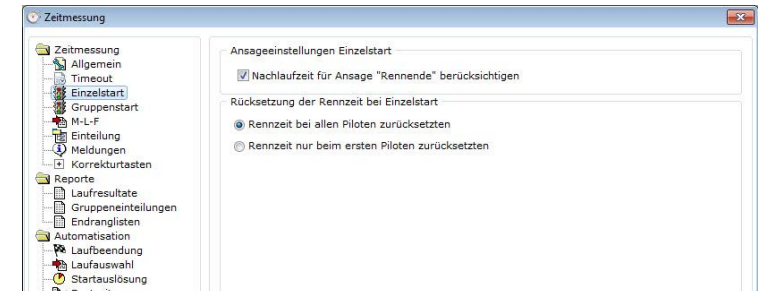 Zeitmessung
Zeitmessung
Allgemein
Timeout
Einzelstart
Gruppenstart
M-L-F
Einteilung
Meldungen
Korrekturtasten
Reporte
Laufresultate
Gruppeneinteilungen
Endranglisten
Automatisation
Laufbeendung
Laufauswahl
Startauslösung
Ansageeinstellungen Einzelstart
Nachlaufzeit für Ansage "Rennende" berücksichtigen
Rücksetzung der Rennzeit bei Einzelstart
Rennzeit bei allen Piloten zurücksetzten
Rennzeit nur beim ersten Piloten zurücksetzten